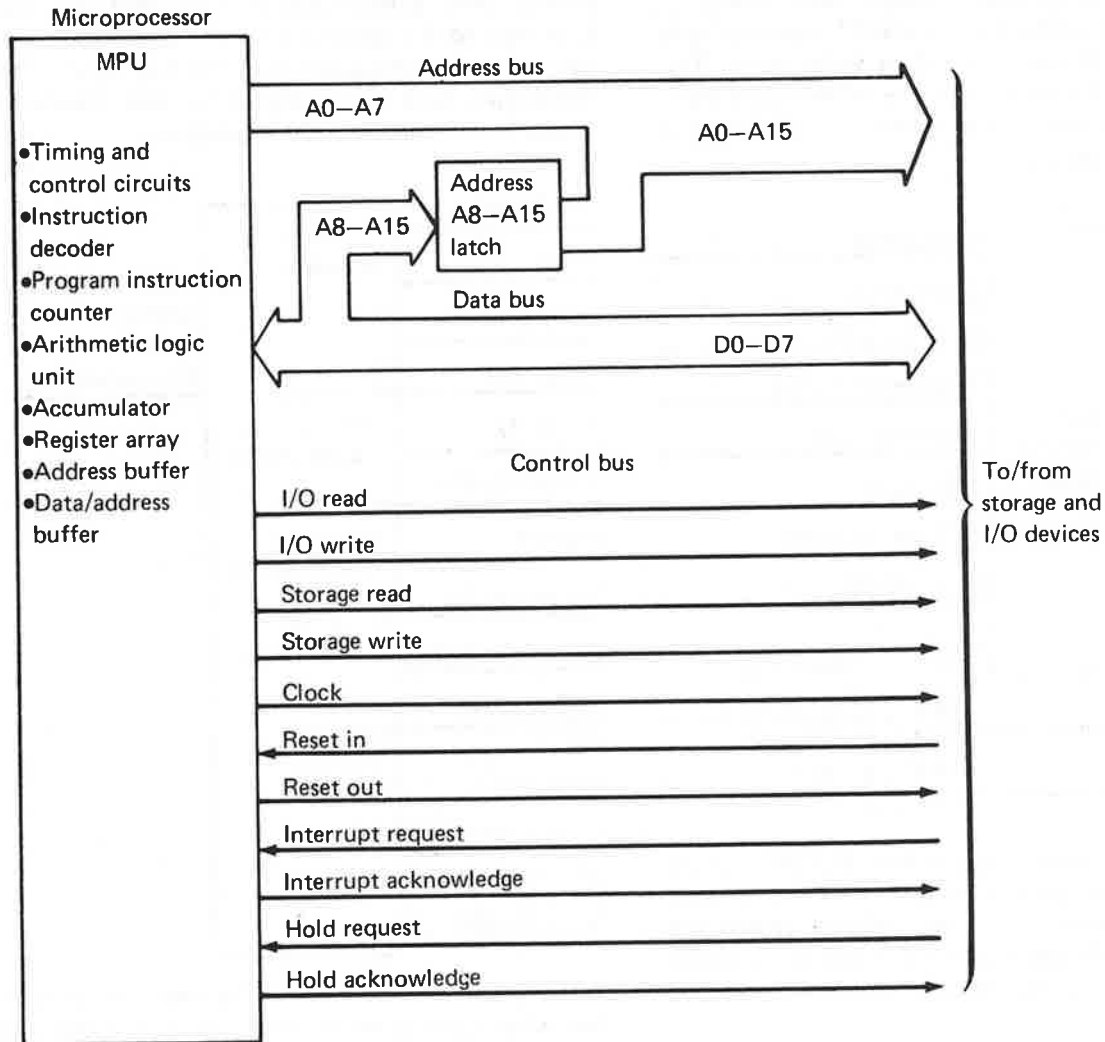 Microprocessor
MPU
•Timing and
control circuits
•Instruction
decoder
•Program instruction
counter
•Arithmetic logic
unit
•Accumulator
•Register array
•Address buffer
•Data/address
buffer
Address bus
A0–A7
A0–A15
Address
A8–A15
latch
A8–A15
Data bus
D0–D7
Control bus
I/O read
I/O write
Storage read
Storage write
Clock
Reset in
Reset out
Interrupt request
Interrupt acknowledge
Hold request
Hold acknowledge
To/from
storage and
I/O devices